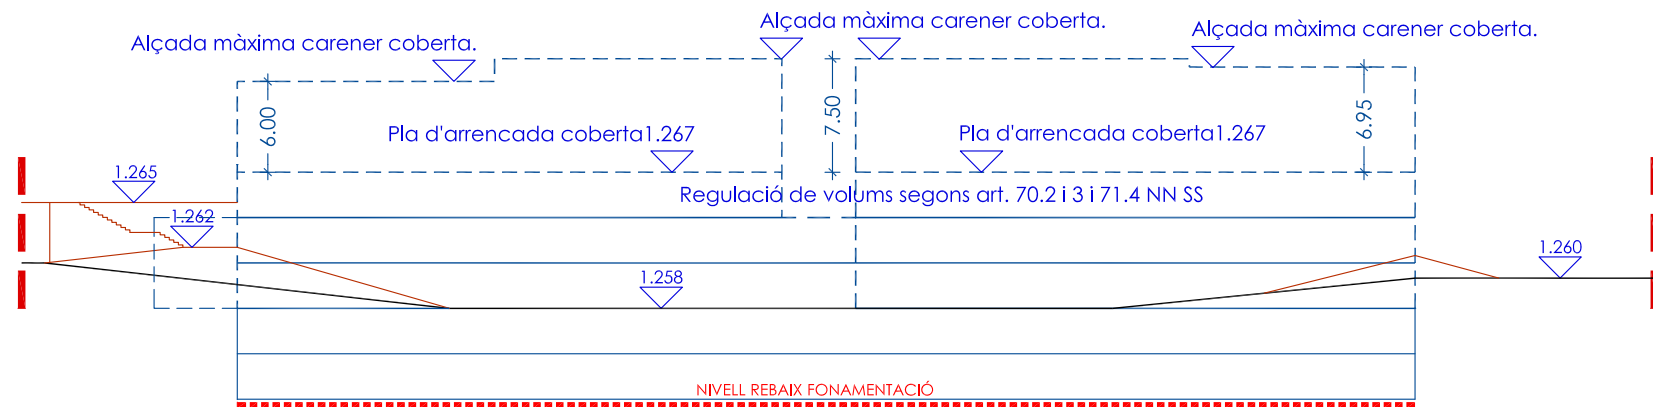 Alçada màxima carener coberta.
Alçada màxima carener coberta.
Alçada màxima carener coberta.
6.00
7.50
6.95
Pla d'arrencada coberta1.267
Pla d'arrencada coberta1.267
1.265
Regulació de volums segons art. 70.2 i 3 i 71.4 NN SS
1.262
1.260
1.258
NIVELL REBAIX FONAMENTACIÓ